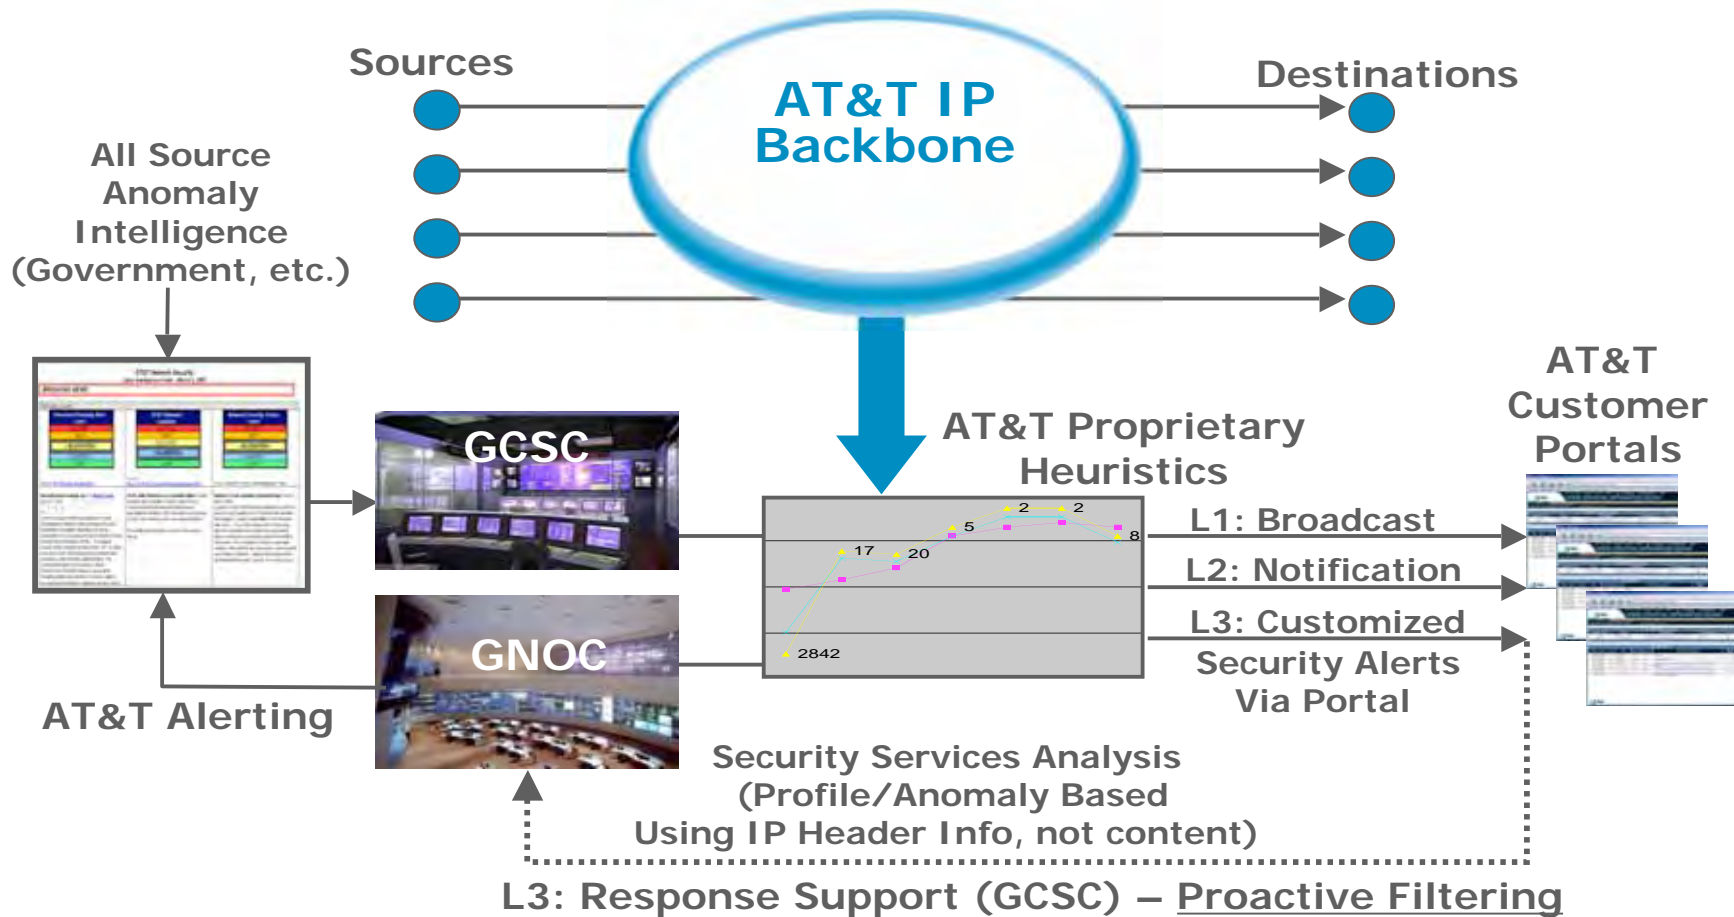 Sources
Destinations
AT&T IP
Backbone
All Source
Anomaly
Intelligence
(Government, etc.)
AT&T
Customer
Portals
GCSC
AT&T Proprietary
Heuristics
2
2
5
8
17
20
2842
L1: Broadcast
L2: Notification
L3: Customized
Security Alerts
Via Portal
GNOC
AT&T Alerting
Security Services Analysis
(Profile/Anomaly Based
Using IP Header Info, not content)
L3: Response Support (GCSC) – Proactive Filtering